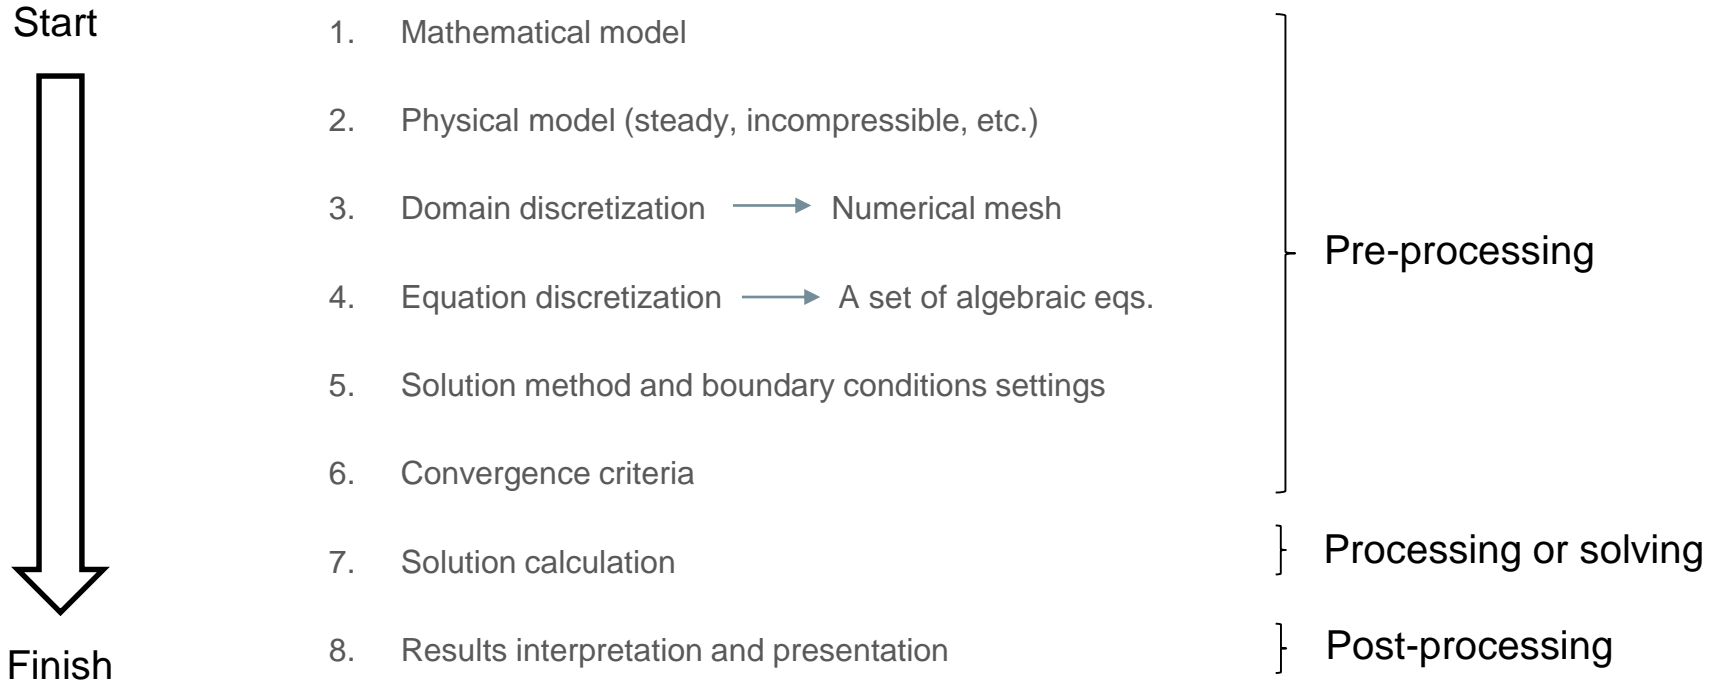 Start
1. Mathematical model
2. Physical model (steady, incompressible, etc.)
3. Domain discretization Numerical mesh
4. Equation discretization A set of algebraic eqs.
5. Solution method and boundary conditions settings
6. Convergence criteria
7. Solution calculation
8. Results interpretation and presentation
Finish
Pre-processing
Processing or solving
Post-processing